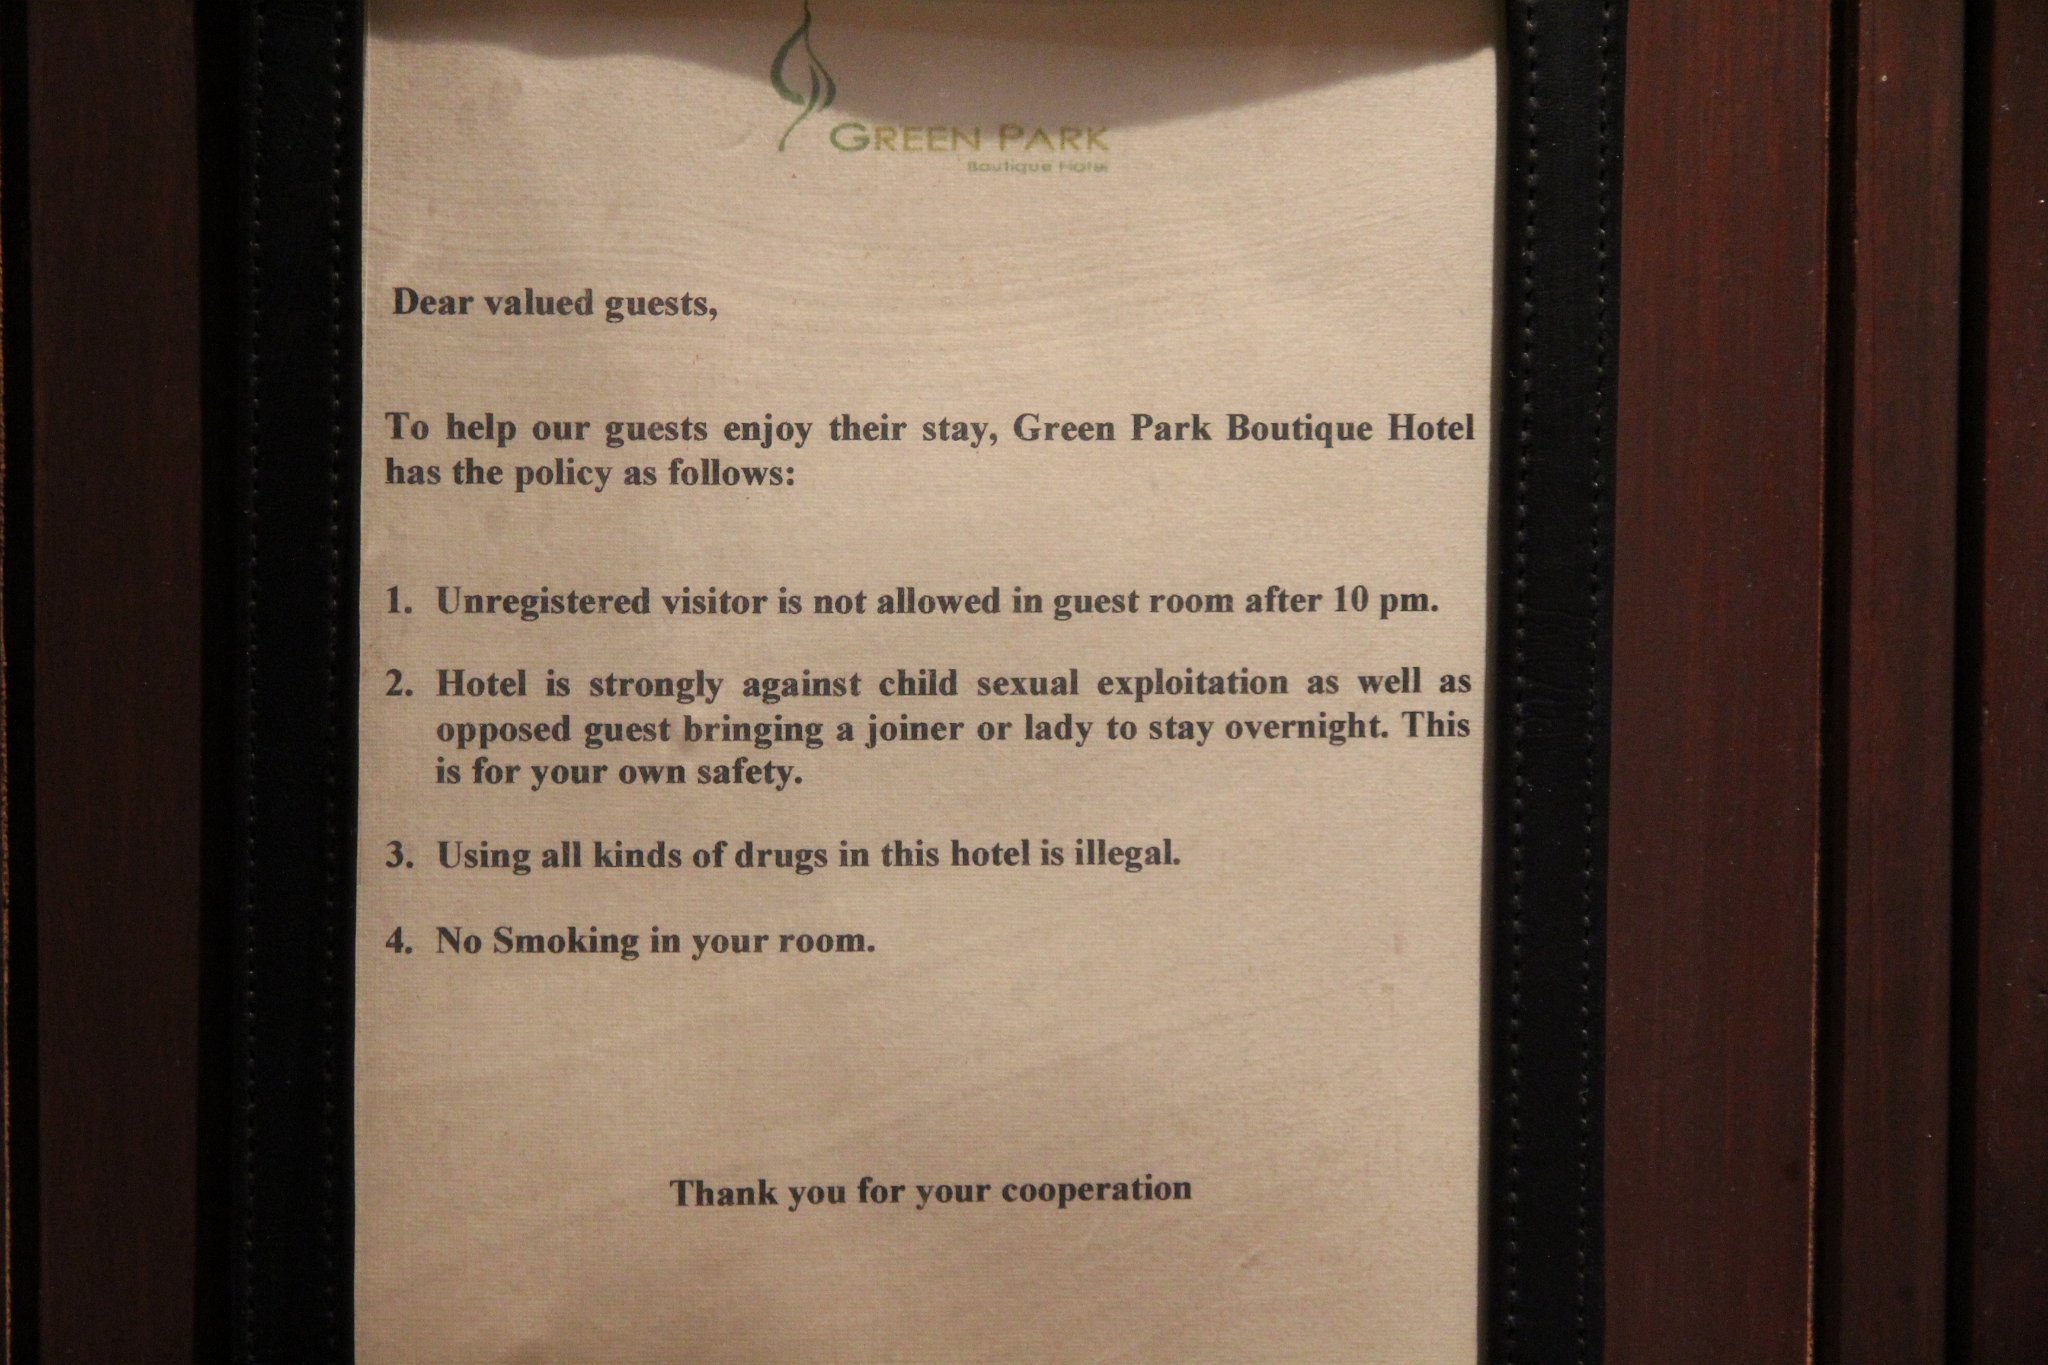 GREEN PARK
Boutique Hotel
Dear valued guests,
To help our guests enjoy their stay, Green Park Boutique Hotel
has the policy as follows:
1. Unregistered visitor is not allowed in guest room after 10 pm.
2. Hotel is strongly against child sexual exploitation as well as
opposed guest bringing a joiner or lady to stay overnight. This
is for your own safety.
3. Using all kinds of drugs in this hotel is illegal.
4. No Smoking in your room.
Thank you for your cooperation